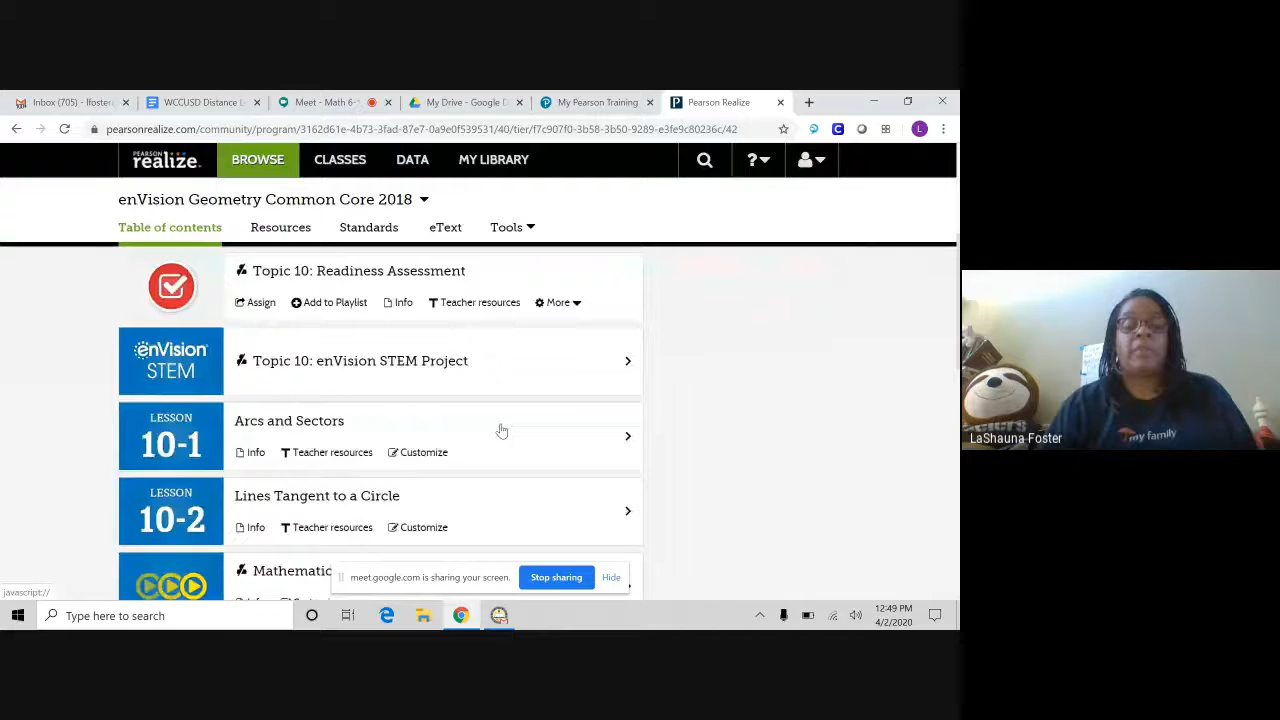 Inbox (705) - lfoster
WCCUSD Distance L
Meet - Math 6-
My Drive - Google D
My Pearson Training
Pearson Realize
pearsonrealize.com/community/program/3162d61e-4b73-3fad-87e7-0a9e0f539531/40/tier/f7c907f0-3b58-3b50-9289-e3fe9c80236c/42
PEARSON
realize
BROWSE
CLASSES
DATA
MY LIBRARY
?
enVision Geometry Common Core 2018
Table of contents
Resources
Standards
eText
Tools
Topic 10: Readiness Assessment
Assign
Add to Playlist
Info
Teacher resources
More
enVision
STEM
Topic 10: enVision STEM Project
LESSON
10-1
Arcs and Sectors
Info
Teacher resources
Customize
LESSON
10-2
Lines Tangent to a Circle
Info
Teacher resources
Customize
Mathematic
meet.google.com is sharing your screen.
Stop sharing
Hide
javascript://
Type here to search
12:49 PM
4/2/2020
my family
LaShauna Foster